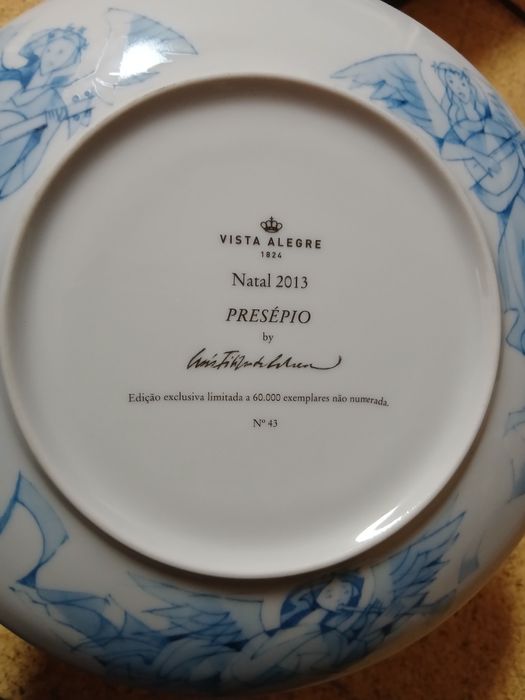 VISTA ALEGRE
1824
Natal 2013
PRESÉPIO
by
Edição exclusiva limitada a 60.000 exemplares não numerada.
Nº 43